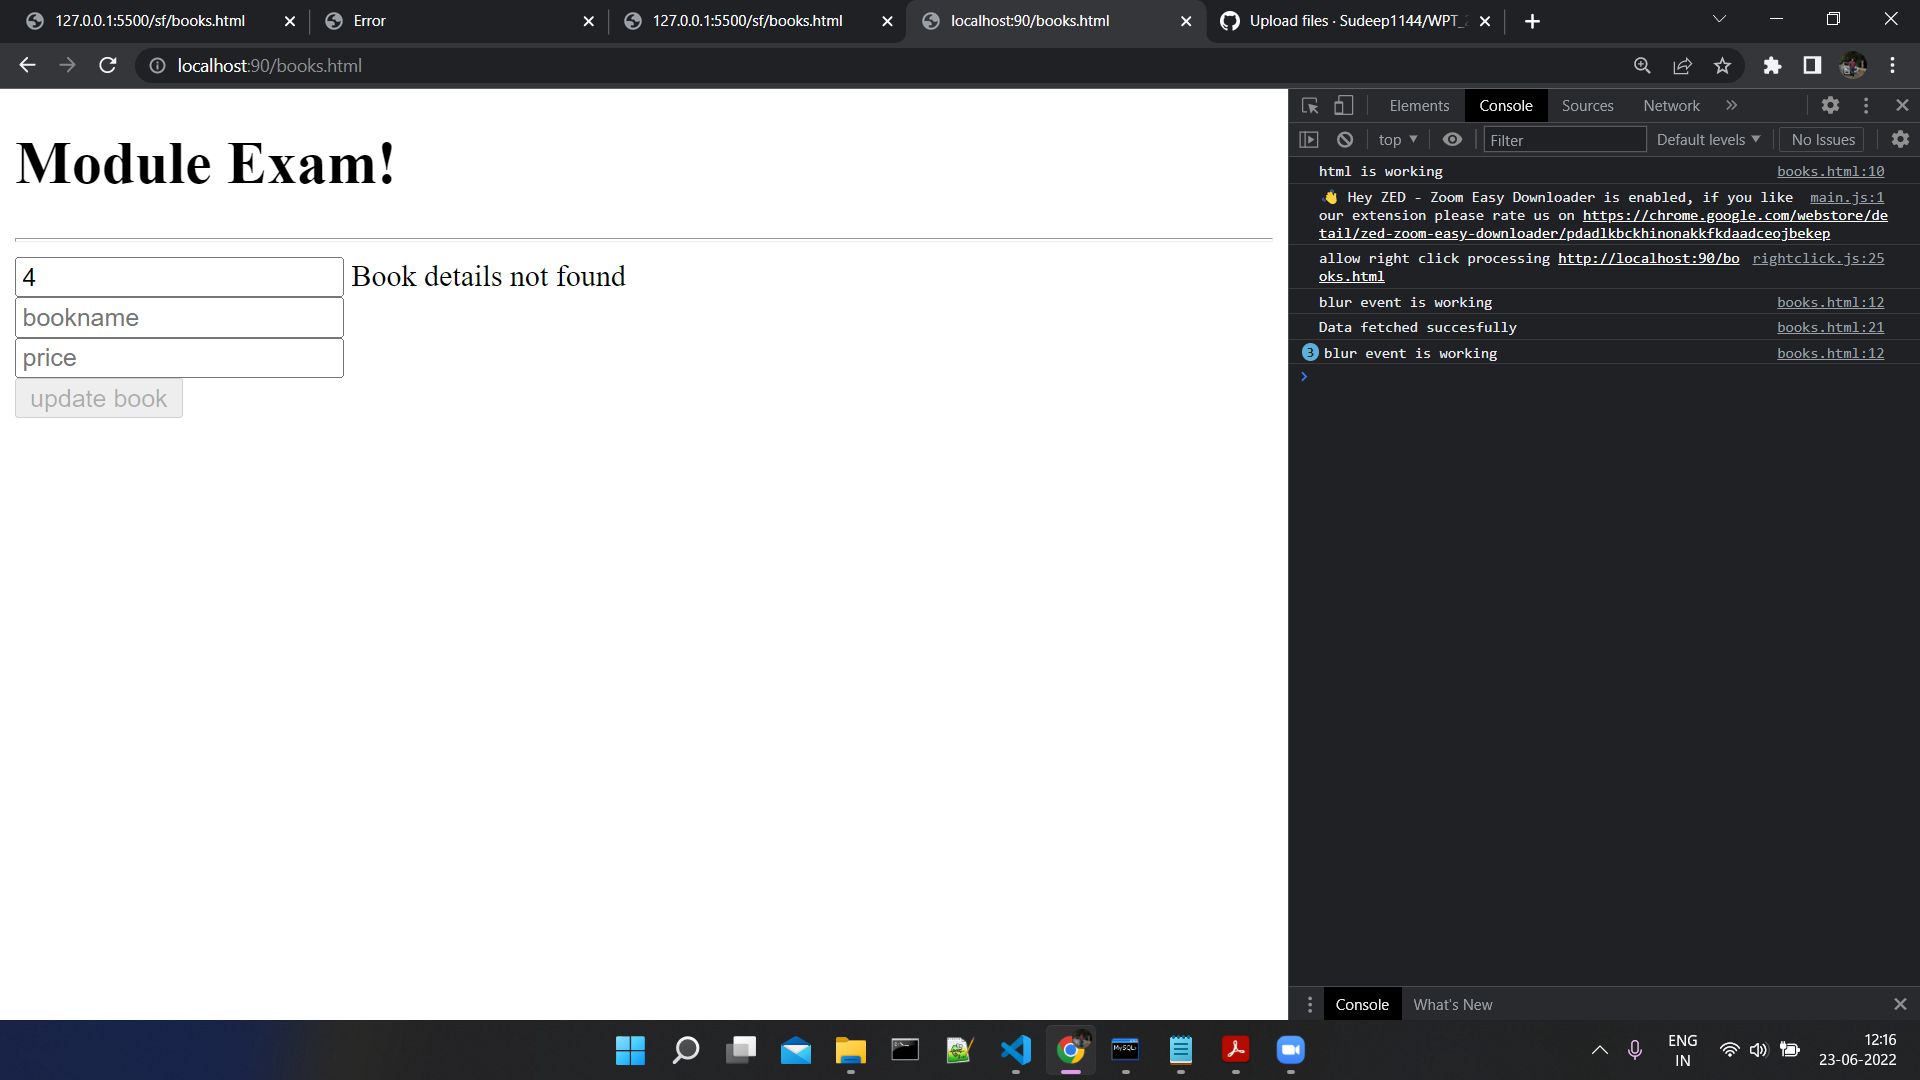 127.0.0.1:5500/sf/books.html
Error
127.0.0.1:5500/sf/books.html
localhost:90/books.html
Upload files · Sudeep1144/WPT_
localhost:90/books.html
Module Exam!
4 Book details not found
bookname
price
update book
Elements Console Sources Network
top Filter Default levels No Issues
html is working books.html:10
👋 Hey ZED - Zoom Easy Downloader is enabled, if you like main.js:1
our extension please rate us on https://chrome.google.com/webstore/de
tail/zed-zoom-easy-downloader/pdadlkbckhinonakkfkdaadceojbekep
allow right click processing http://localhost:90/bo rightclick.js:25
oks.html
blur event is working books.html:12
Data fetched succesfully books.html:21
3 blur event is working books.html:12
Console What's New
MySQL
ENG
IN
12:16
23-06-2022